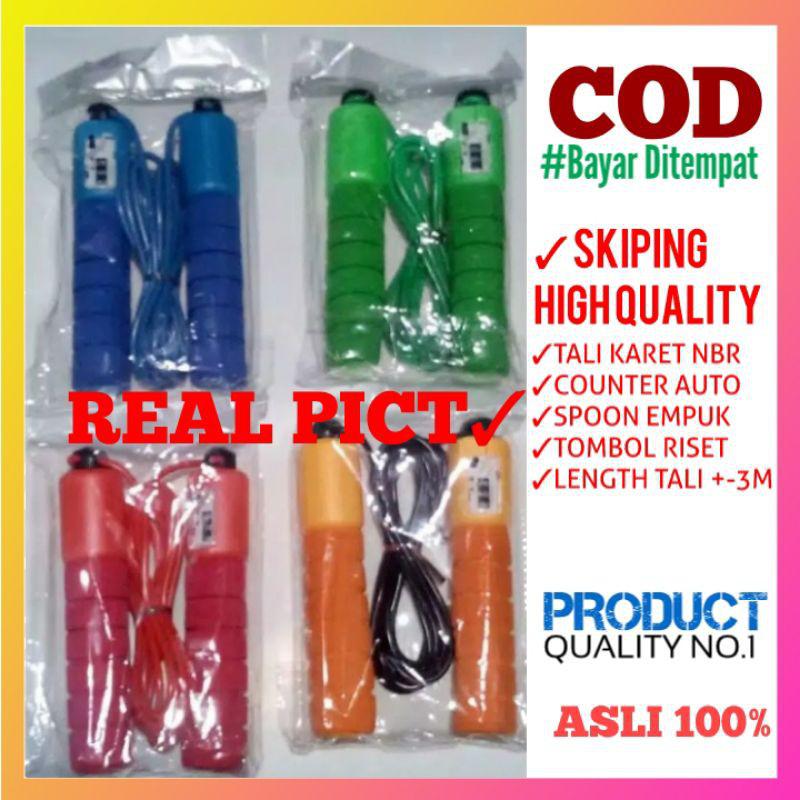 COD
#Bayar Ditempat
✓ SKIPING
HIGH QUALITY
✓TALI KARET NBR
✓COUNTER AUTO
✓SPOON EMPUK
✓TOMBOL RISET
✓LENGTH TALI +-3M
REAL PICT✓
PRODUCT
QUALITY NO.1
ASLI 100%